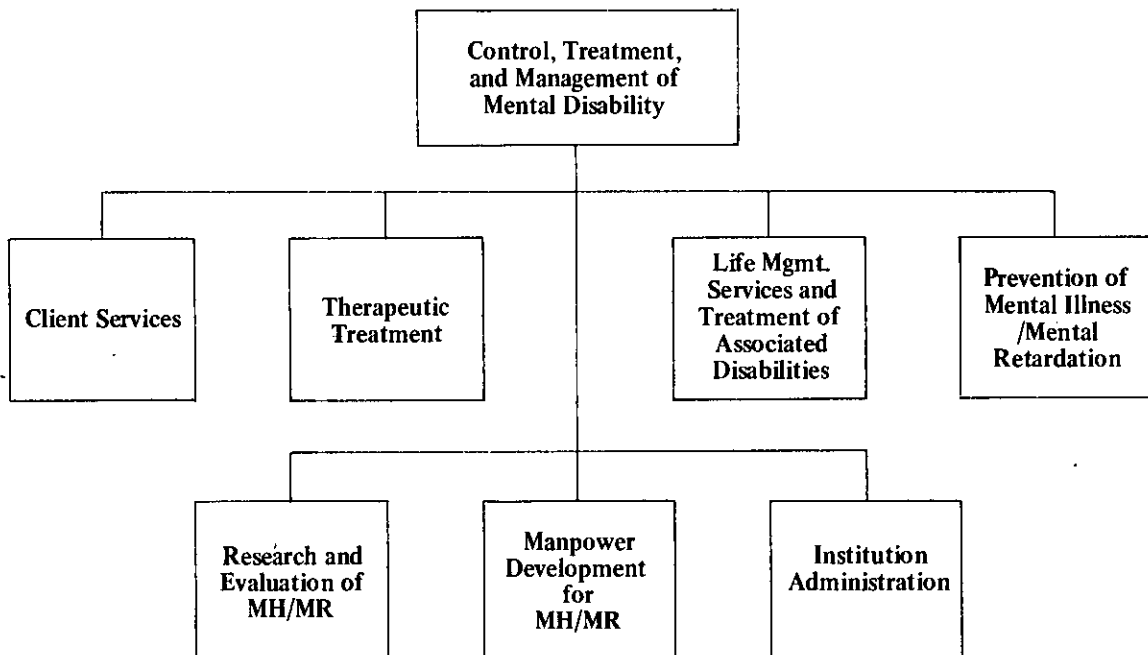 Control, Treatment,
and Management of
Mental Disability
Client Services
Therapeutic
Treatment
Life Mgmt.
Services and
Treatment of
Associated
Disabilities
Prevention of
Mental Illness
/Mental
Retardation
Research and
Evaluation of
MH/MR
Manpower
Development
for
MH/MR
Institution
Administration